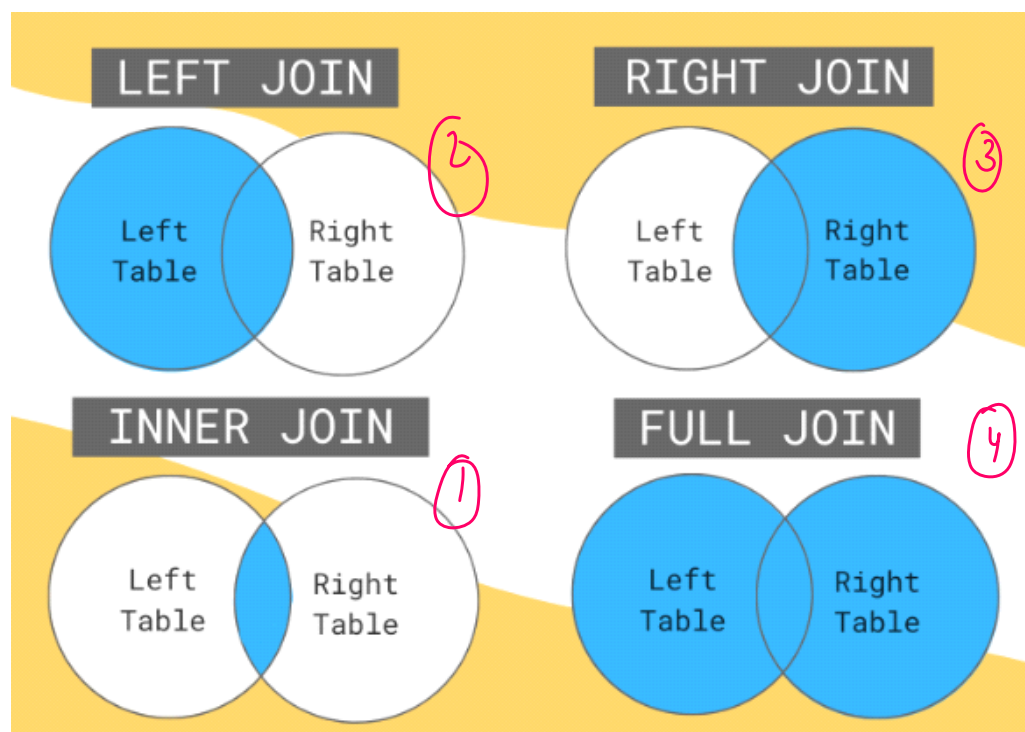 LEFT JOIN
2
Left
Table
Right
Table
RIGHT JOIN
3
Left
Table
Right
Table
INNER JOIN
1
Left
Table
Right
Table
FULL JOIN
4
Left
Table
Right
Table